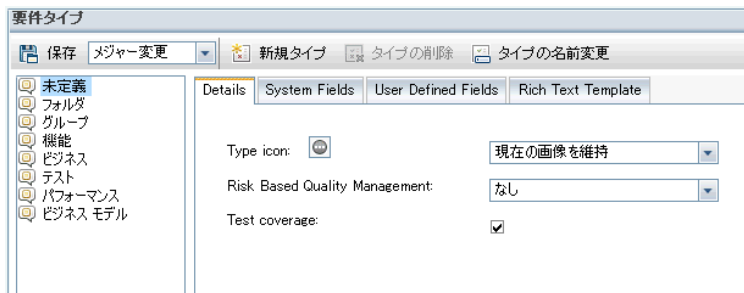 要件タイプ
保存 メジャー変更 新規タイプ タイプの削除 タイプの名前変更
未定義
フォルダ
グループ
機能
ビジネス
テスト
パフォーマンス
ビジネス モデル
Details System Fields User Defined Fields Rich Text Template
Type icon: 現在の画像を維持
Risk Based Quality Management: なし
Test coverage: